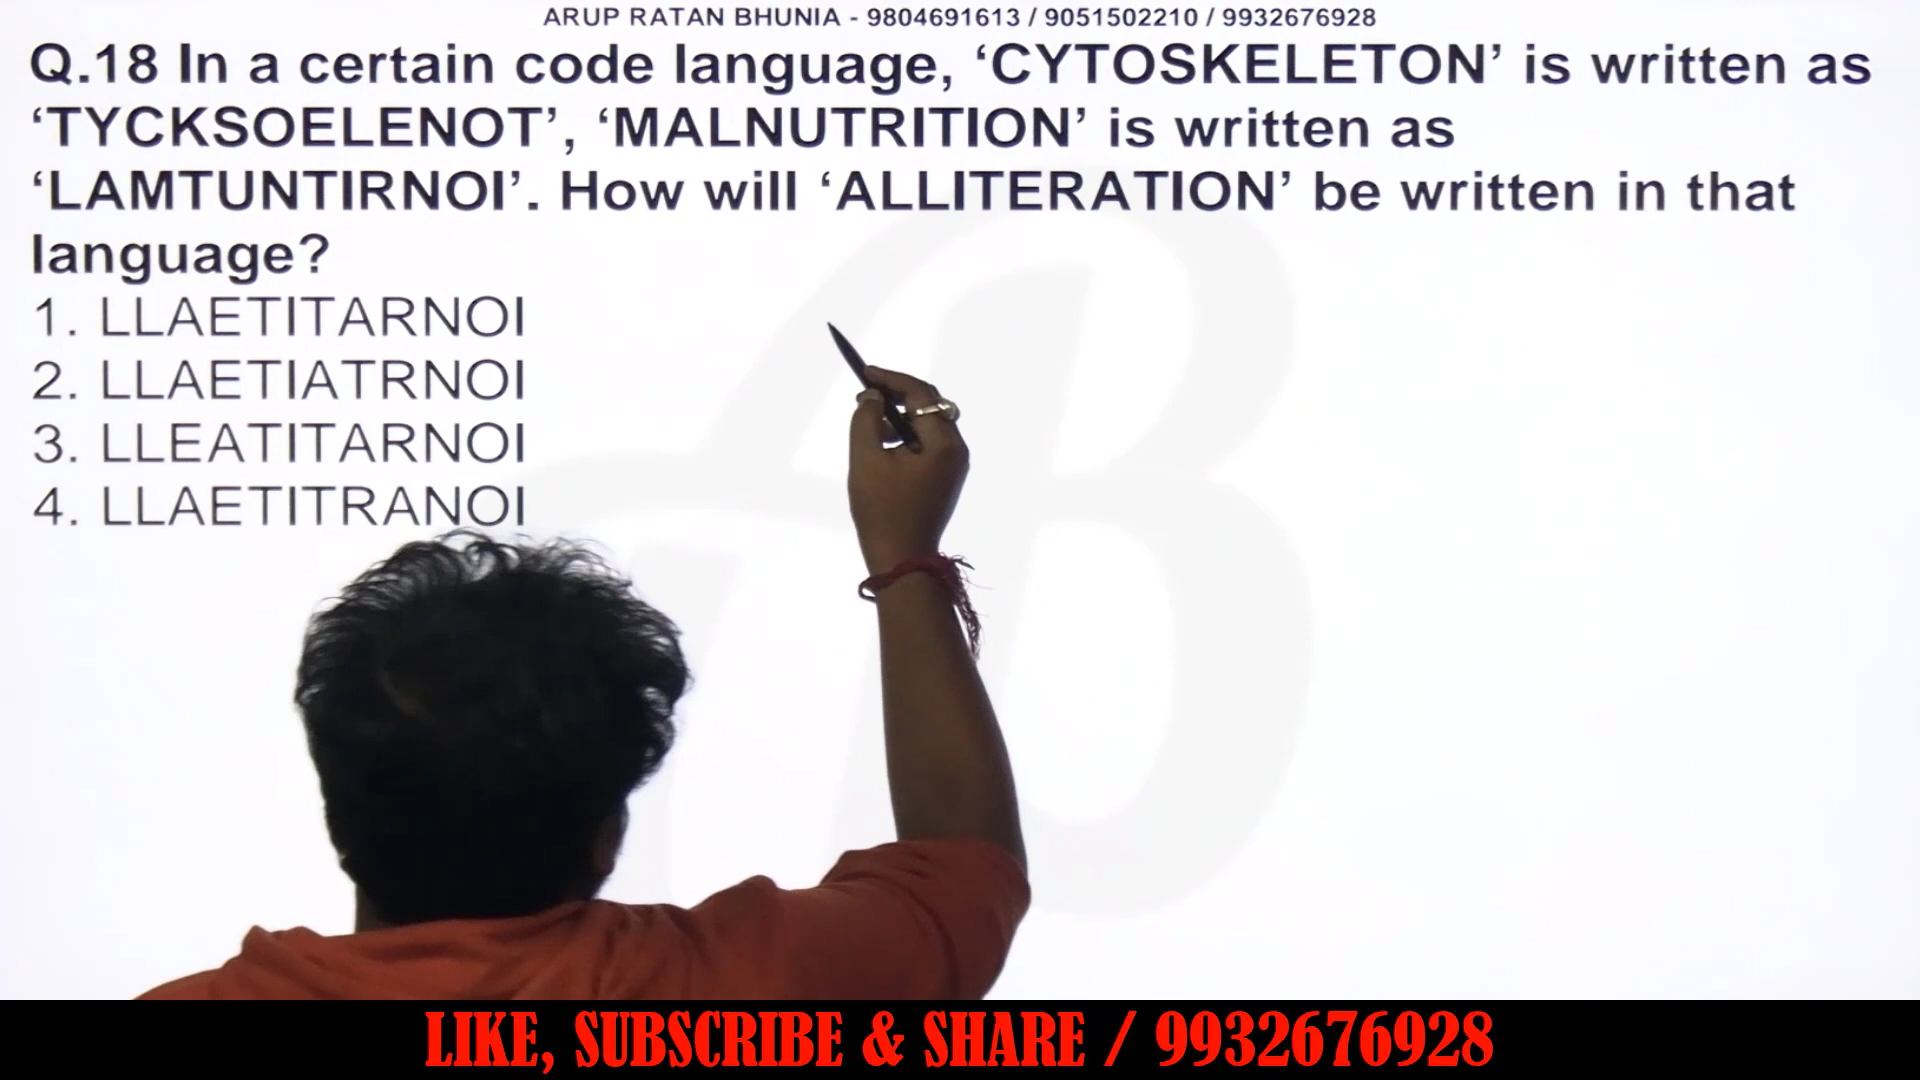 ARUP RATAN BHUNIA - 9804691613 / 9051502210 / 9932676928
Q.18 In a certain code language, ‘CYTOSKELETON’ is written as
‘TYCKSOELENOT’, ‘MALNUTRITION’ is written as
‘LAMTUNTIRNOI’. How will ‘ALLITERATION’ be written in that
language?
1. LLAETITARNOI
2. LLAETIATRNOI
3. LLEATITARNOI
4. LLAETITRANOI
LIKE, SUBSCRIBE & SHARE / 9932676928